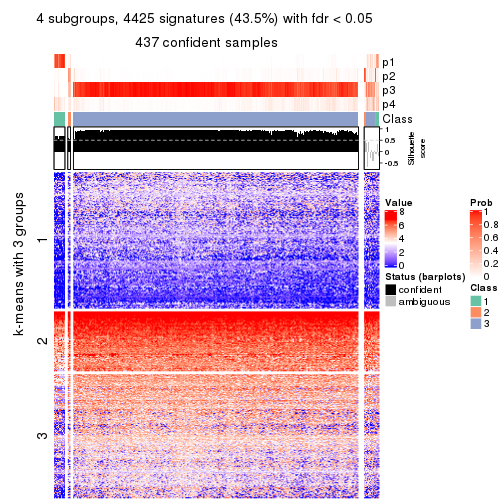 4 subgroups, 4425 signatures (43.5%) with fdr < 0.05
437 confident samples
p1
p2
p3
p4
Class
1
0.5
0
-0.5
Silhouette
score
k-means with 3 groups
1
2
3
Value
8
6
4
2
0
Status (barplots)
confident
ambiguous
Prob
1
0.8
0.6
0.4
0.2
0
Class
1
2
3